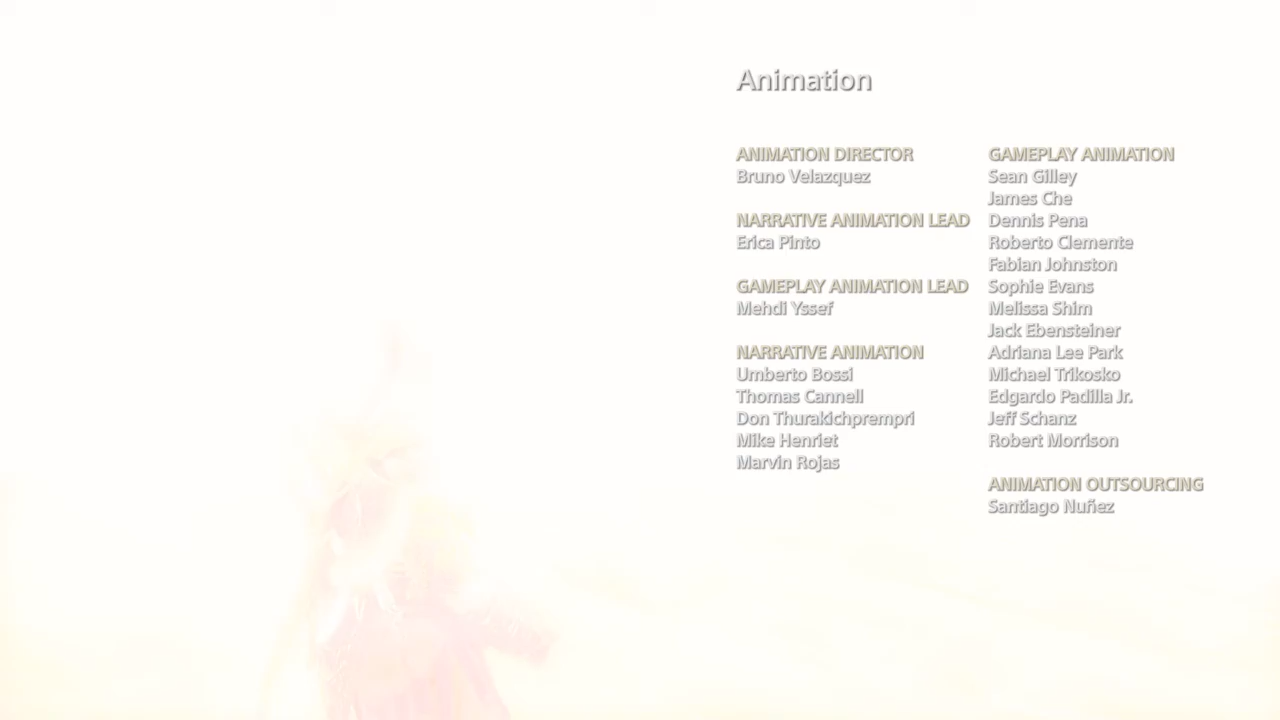 Animation
ANIMATION DIRECTOR
Bruno Velazquez
NARRATIVE ANIMATION LEAD
Erica Pinto
GAMEPLAY ANIMATION LEAD
Mehdi Yssef
NARRATIVE ANIMATION
Umberto Bossi
Thomas Cannell
Don Thurakichprempri
Mike Henriet
Marvin Rojas
GAMEPLAY ANIMATION
Sean Gilley
James Che
Dennis Pena
Roberto Clemente
Fabian Johnston
Sophie Evans
Melissa Shim
Jack Ebensteiner
Adriana Lee Park
Michael Trikosko
Edgardo Padilla Jr.
Jeff Schanz
Robert Morrison
ANIMATION OUTSOURCING
Santiago Nuñez